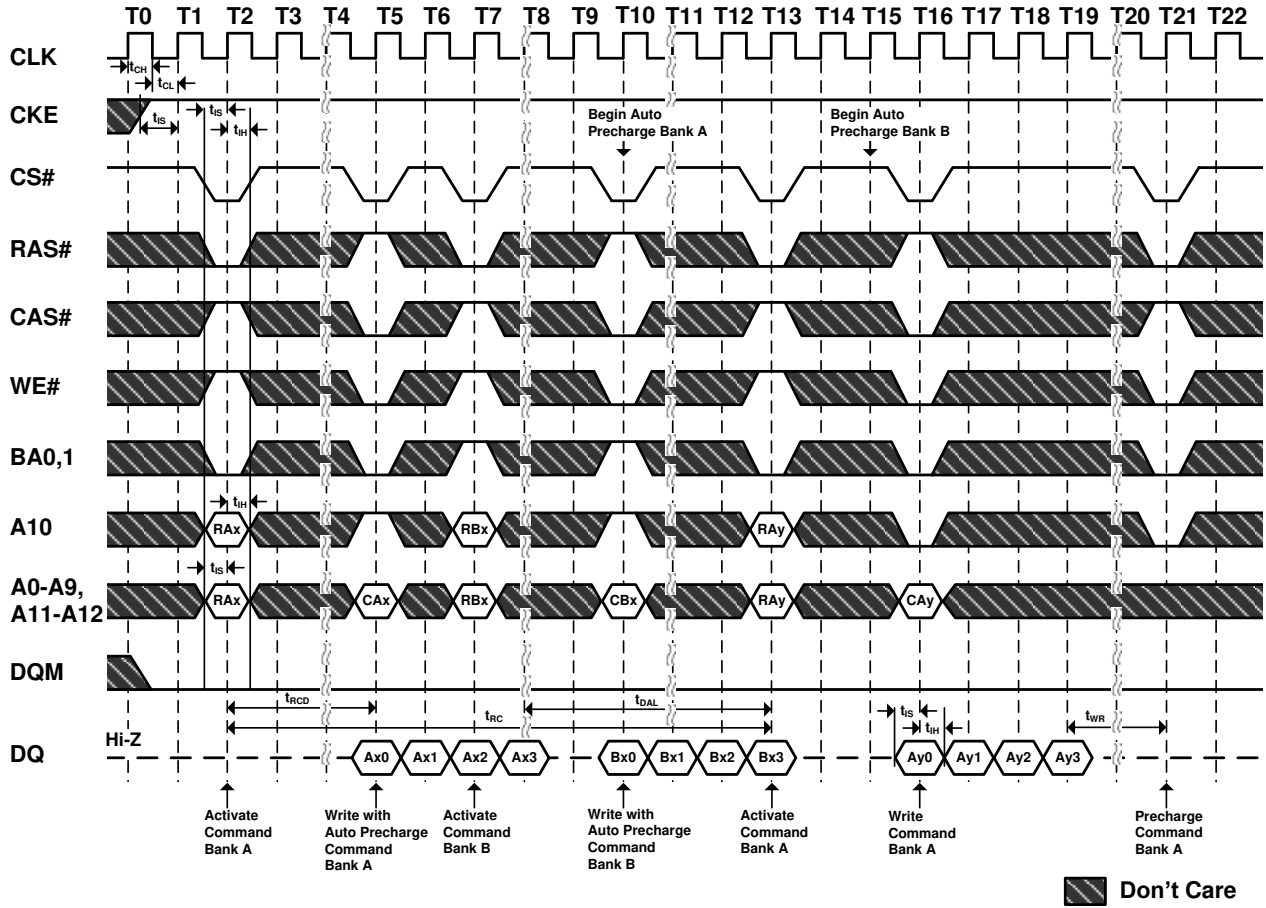 T0 T1 T2 T3 T4 T5 T6 T7 T8 T9 T10 T11 T12 T13 T14 T15 T16 T17 T18 T19 T20 T21 T22
CLK
tCH
tCL
CKE
tIS
tIS
tIH
Begin Auto
Precharge Bank A
Begin Auto
Precharge Bank B
CS#
RAS#
CAS#
WE#
BA0,1
tIH
A10
RAx
RBx
RAy
tIS
A0-A9,
A11-A12
RAx
CAx
RBx
CBx
RAy
CAy
DQM
tRCD
tDAL
tRC
tIS
tIH
tWR
DQ
Hi-Z
Ax0 Ax1 Ax2 Ax3 Bx0 Bx1 Bx2 Bx3 Ay0 Ay1 Ay2 Ay3
Activate
Command
Bank A
Write with
Auto Precharge
Command
Bank A
Activate
Command
Bank B
Write with
Auto Precharge
Command
Bank B
Activate
Command
Bank A
Write
Command
Bank A
Precharge
Command
Bank A
Don't Care